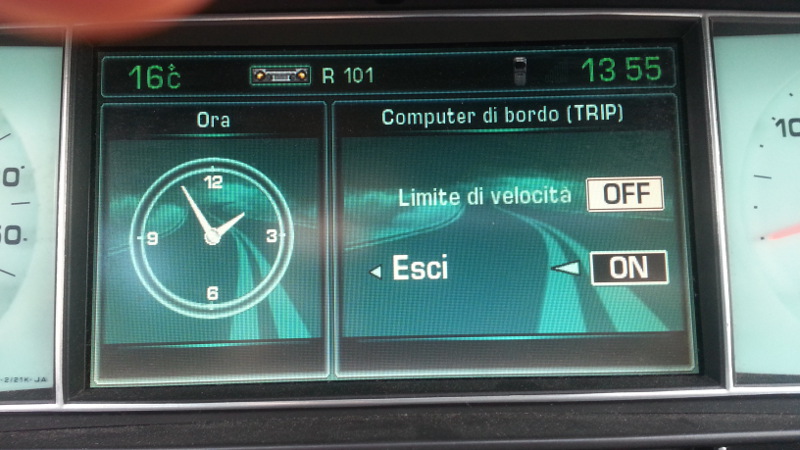 16°C R 101 13 55
Ora
Computer di bordo (TRIP)
12
9 3
6
Limite di velocità OFF
Esci ON